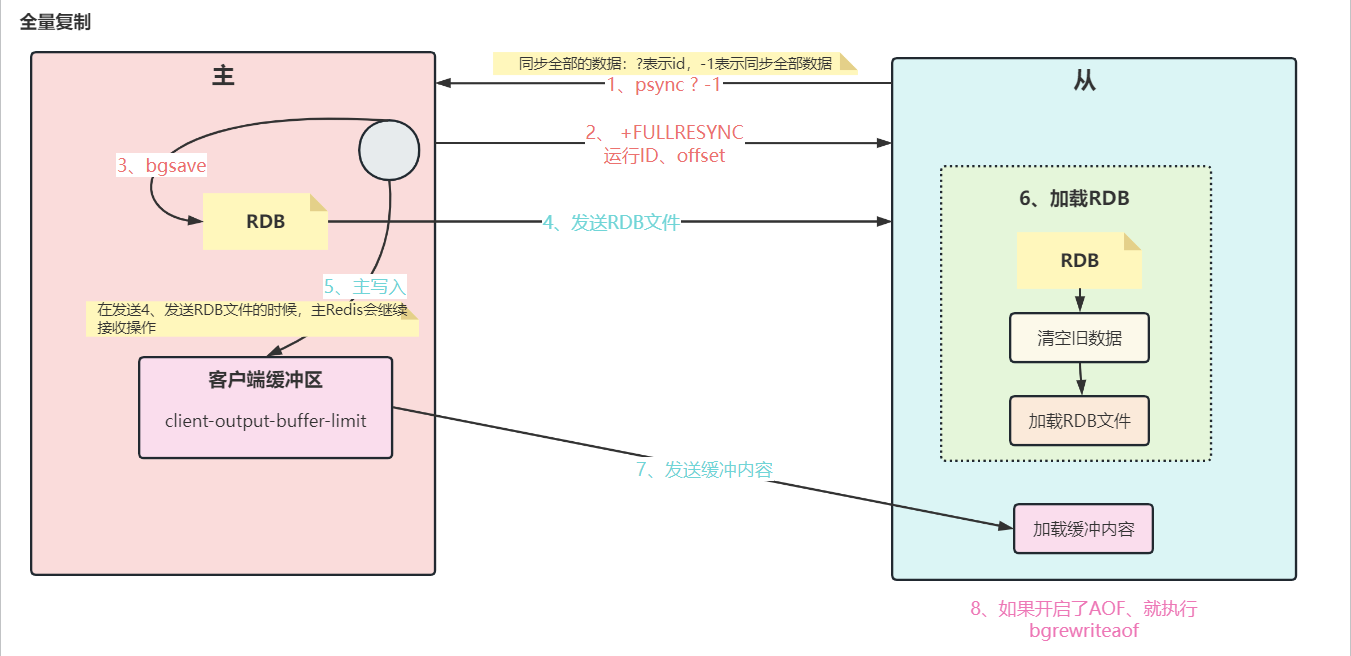 全量复制
主
同步全部的数据：?表示id，-1表示同步全部数据
1、psync ? -1
从
2、 +FULLRESYNC
运行ID、offset
3、bgsave
RDB
4、发送RDB文件
5、主写入
在发送4、发送RDB文件的时候，主Redis会继续
接收操作
客户端缓冲区
client-output-buffer-limit
6、加载RDB
RDB
清空旧数据
加载RDB文件
7、发送缓冲内容
加载缓冲内容
8、如果开启了AOF、就执行
bgrewriteaof